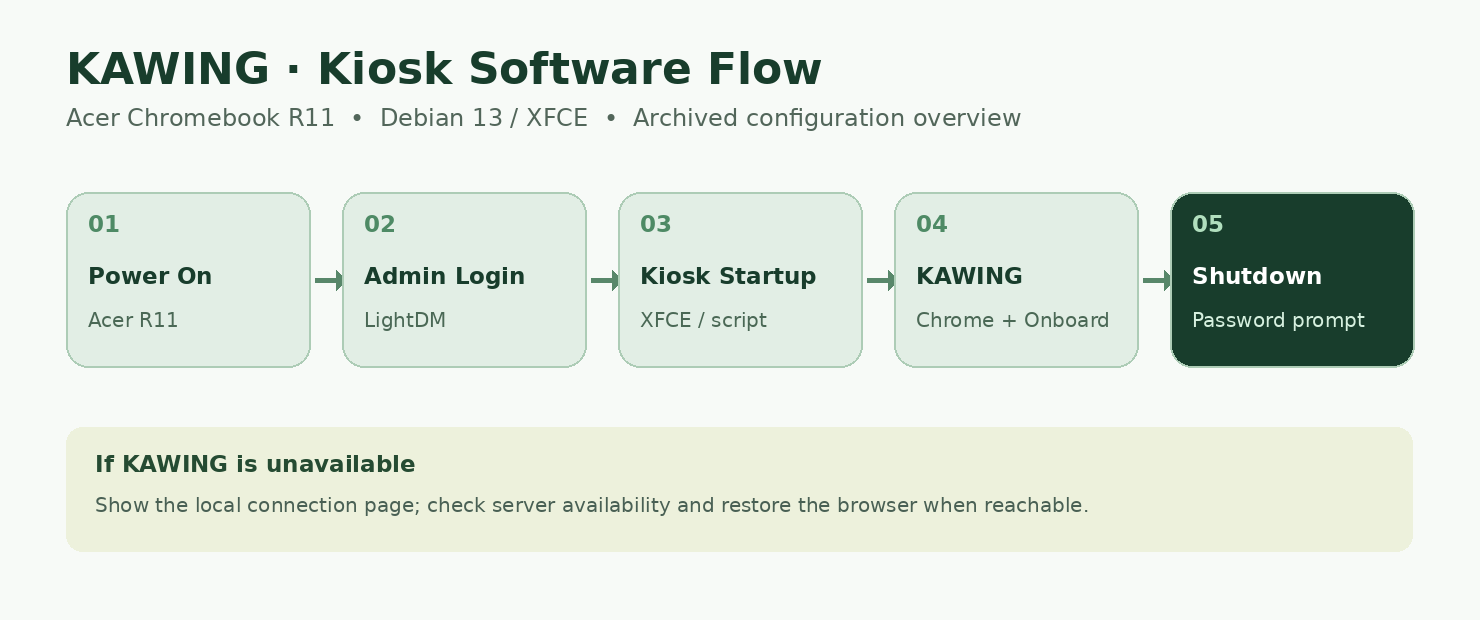 KAWING · Kiosk Software Flow
Acer Chromebook R11 • Debian 13 / XFCE • Archived configuration overview
01
Power On
Acer R11
02
Admin Login
LightDM
03
Kiosk Startup
XFCE / script
04
KAWING
Chrome + Onboard
05
Shutdown
Password prompt
If KAWING is unavailable
Show the local connection page; check server availability and restore the browser when reachable.